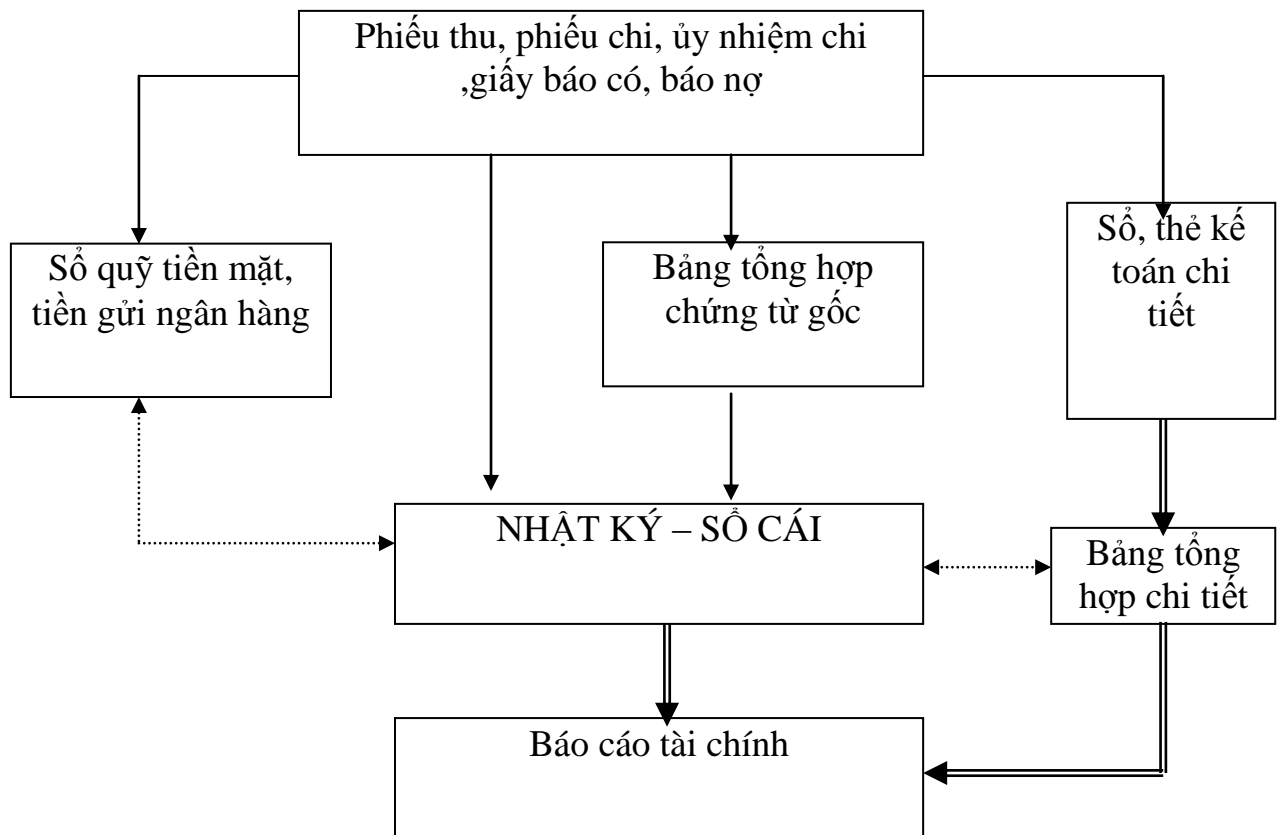 Phiếu thu, phiếu chi, ủy nhiệm chi
,giấy báo có, báo nợ
Sổ quỹ tiền mặt,
tiền gửi ngân hàng
Bảng tổng hợp
chứng từ gốc
Sổ, thẻ kế
toán chi
tiết
NHẬT KÝ – SỔ CÁI
Bảng tổng
hợp chi tiết
Báo cáo tài chính